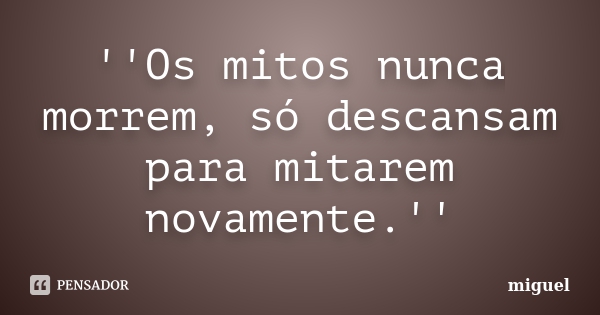 ''Os mitos nunca
morrem, só descansam
para mitarem
novamente.''
PENSADOR
miguel